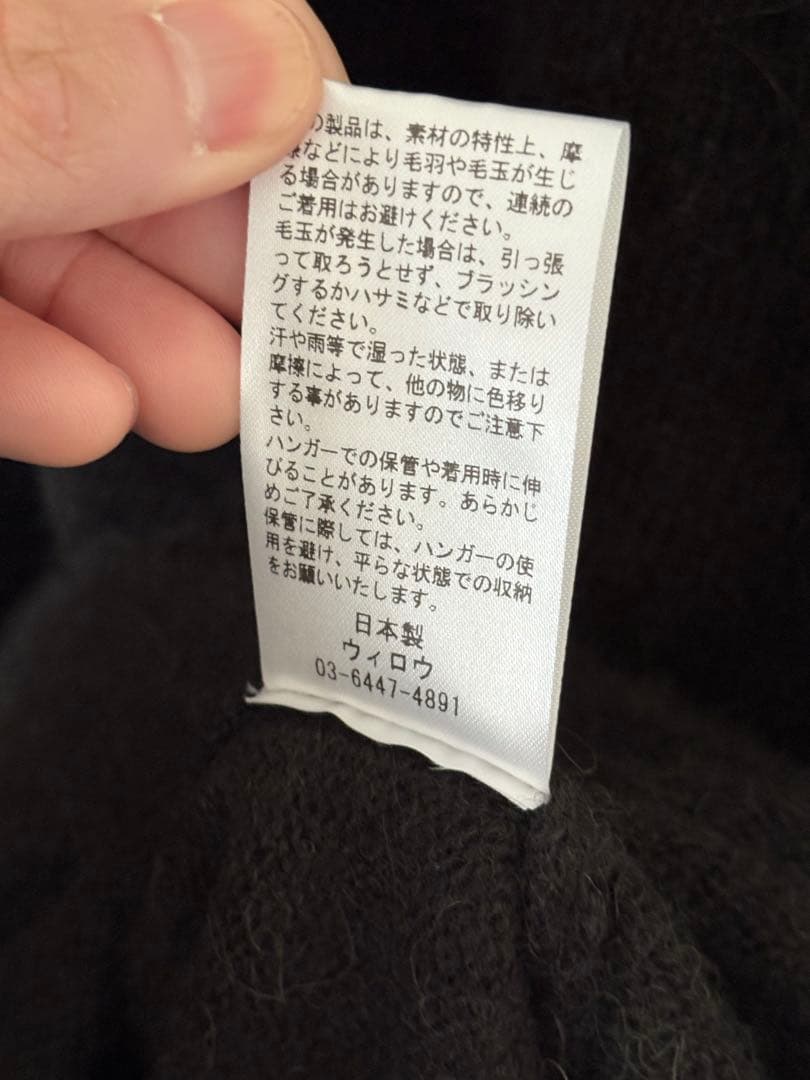 の製品は、素材の特性上、摩
擦などにより毛羽や毛玉が生じ
る場合がありますので、連続の
ご着用はお避けください。
毛玉が発生した場合は、引っ張
って取ろうとせず、ブラッシン
グするかハサミなどで取り除い
てください。
汗や雨等で湿った状態、または
摩擦によって、他の物に色移り
する事がありますのでご注意下
さい。
ハンガーでの保管や着用時に伸
びることがあります。あらかじ
めご了承ください。
保管に際しては、ハンガーの使
用を避け、平らな状態での収納
をお願いいたします。
日本製
ウィロウ
03-6447-4891